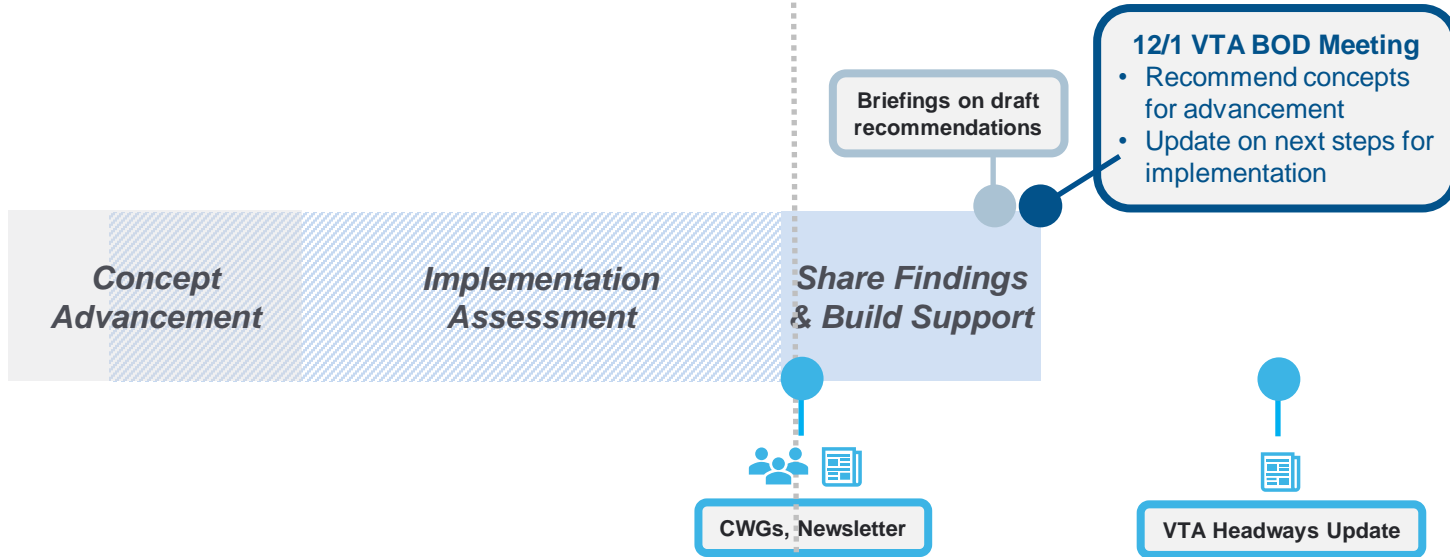 12/1 VTA BOD Meeting
• Recommend concepts
for advancement
• Update on next steps for
implementation
Briefings on draft
recommendations
Concept
Advancement
Implementation
Assessment
Share Findings
& Build Support
CWGs, Newsletter
VTA Headways Update